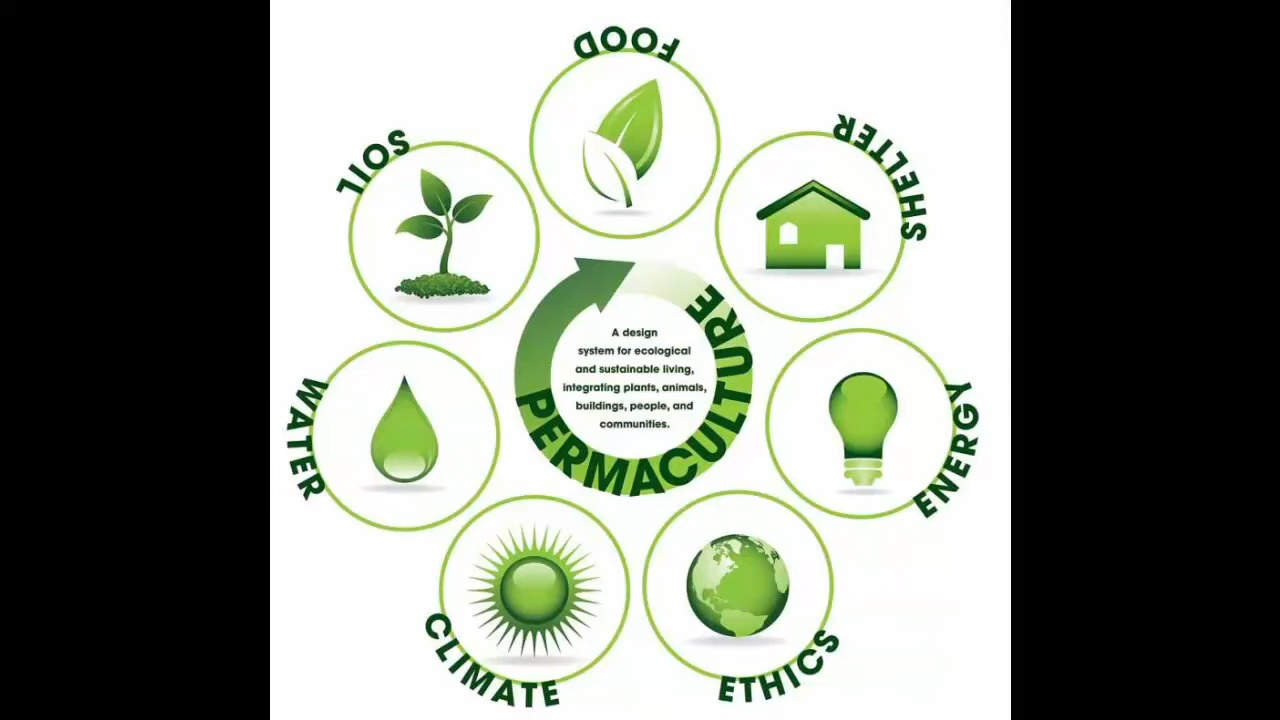 FOOD
SHELTER
SOIL
PERMACULTURE
A design
system for ecological
and sustainable living,
integrating plants, animals,
buildings, people, and
communities.
WATER
ENERGY
CLIMATE
ETHICS